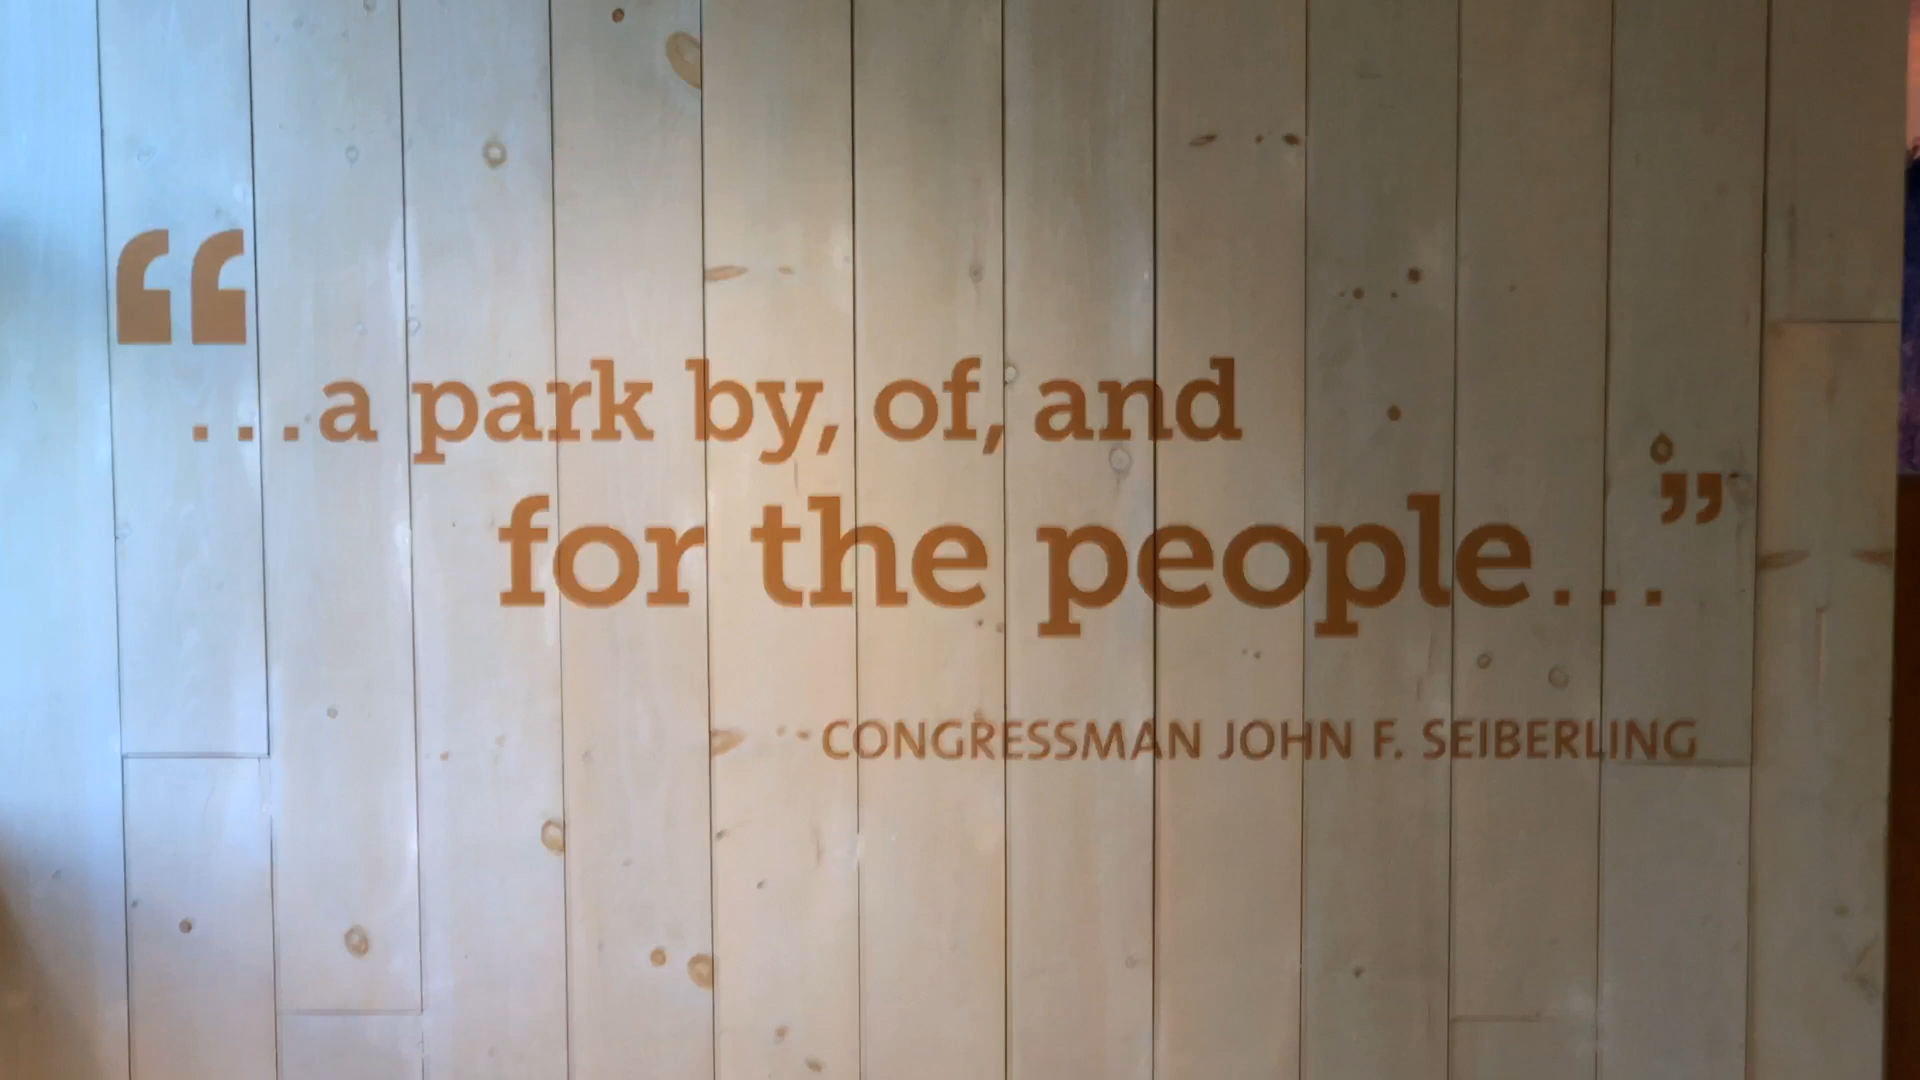 “...a park by, of, and
for the people...”
CONGRESSMAN JOHN F. SEIBERLING